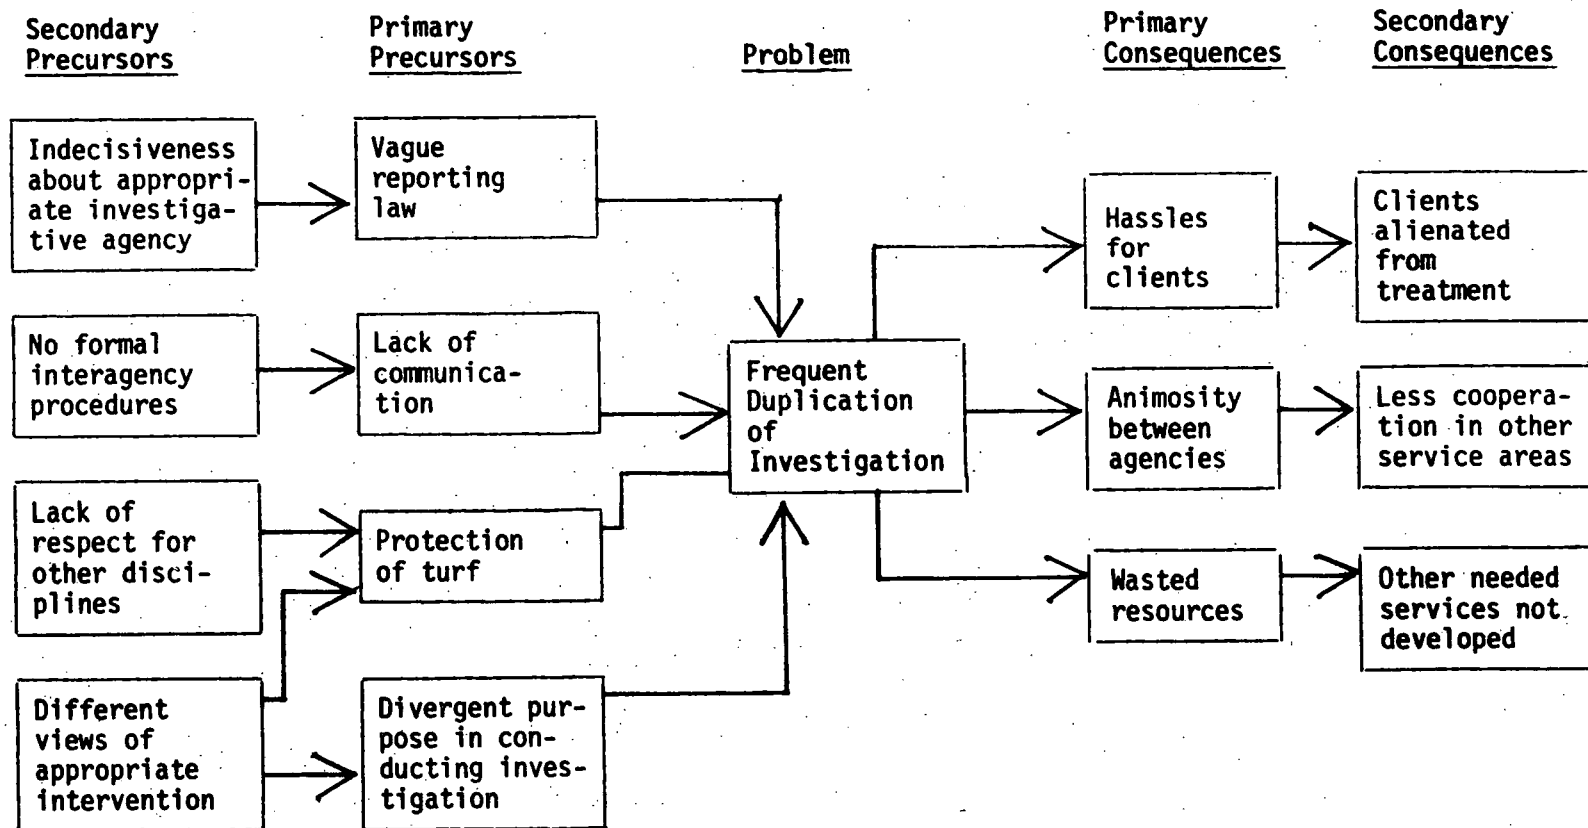 Secondary
Precursors
Primary
Precursors
Problem
Primary
Consequences
Secondary
Consequences
Indecisiveness
about appropri-
ate investiga-
tive agency
Vague
reporting
law
Hassles
for
clients
Clients
alienated
from
treatment
No formal
interagency
procedures
Lack of
communica-
tion
Frequent
Duplication
of
Investigation
Animosity
between
agencies
Less coopera-
tion in other
service areas
Lack of
respect for
other disci-
plines
Protection
of turf
Wasted
resources
Other needed
services not
developed
Different
views of
appropriate
intervention
Divergent pur-
pose in con-
ducting inves-
tigation